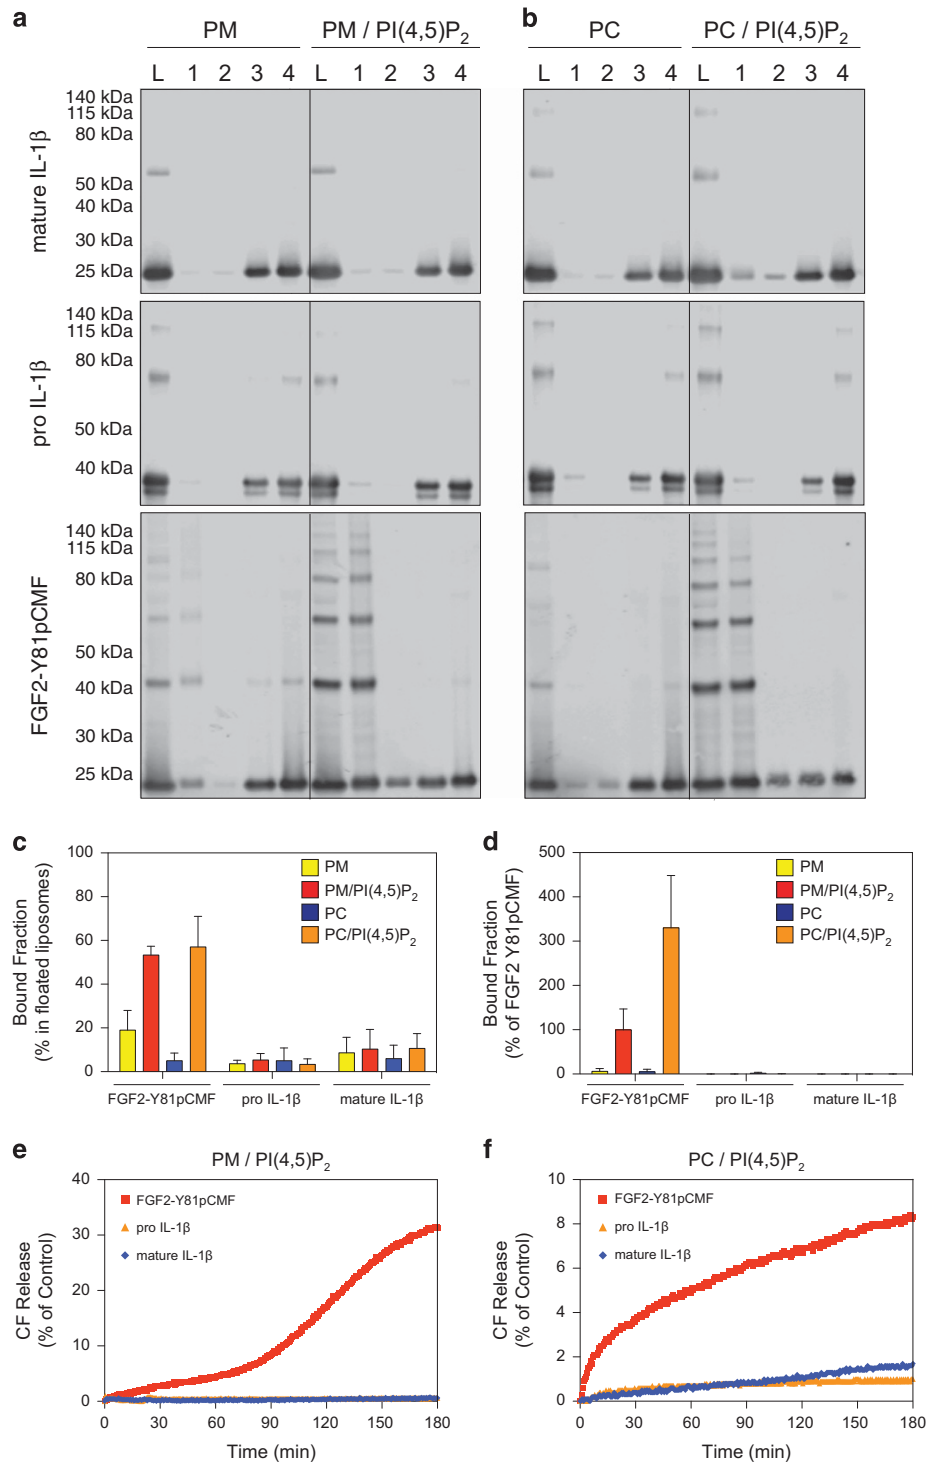 a
PM
PM / PI(4,5)P2
L 1 2 3 4 L 1 3 4
mature IL-1β
140 kDa
115 kDa
80 kDa
50 kDa
40 kDa
30 kDa
25 kDa
pro IL-1β
140 kDa
115 kDa
80 kDa
50 kDa
40 kDa
FGF2-Y81pCMF
140 kDa
115 kDa
80 kDa
50 kDa
40 kDa
30 kDa
25 kDa
b
PC
PC / PI(4,5)P2
L 1 2 3 4 L 1 2 3 4
c
Bound Fraction
(% in floated liposomes)
100
80
60
40
20
0
PM
PM/PI(4,5)P2
PC
PC/PI(4,5)P2
FGF2-Y81pCMF
pro IL-1β
mature IL-1β
d
Bound Fraction
(% of FGF2 Y81pCMF)
500
400
300
200
100
0
PM
PM/PI(4,5)P2
PC
PC/PI(4,5)P2
FGF2-Y81pCMF
pro IL-1β
mature IL-1β
e
PM / PI(4,5)P2
CF Release
(% of Control)
40
30
20
10
0
FGF2-Y81pCMF
pro IL-1β
mature IL-1β
0 30 60 90 120 150 180
Time (min)
f
PC / PI(4,5)P2
CF Release
(% of Control)
10
8
6
4
2
0
FGF2-Y81pCMF
pro IL-1β
mature IL-1β
0 30 60 90 120 150 180
Time (min)